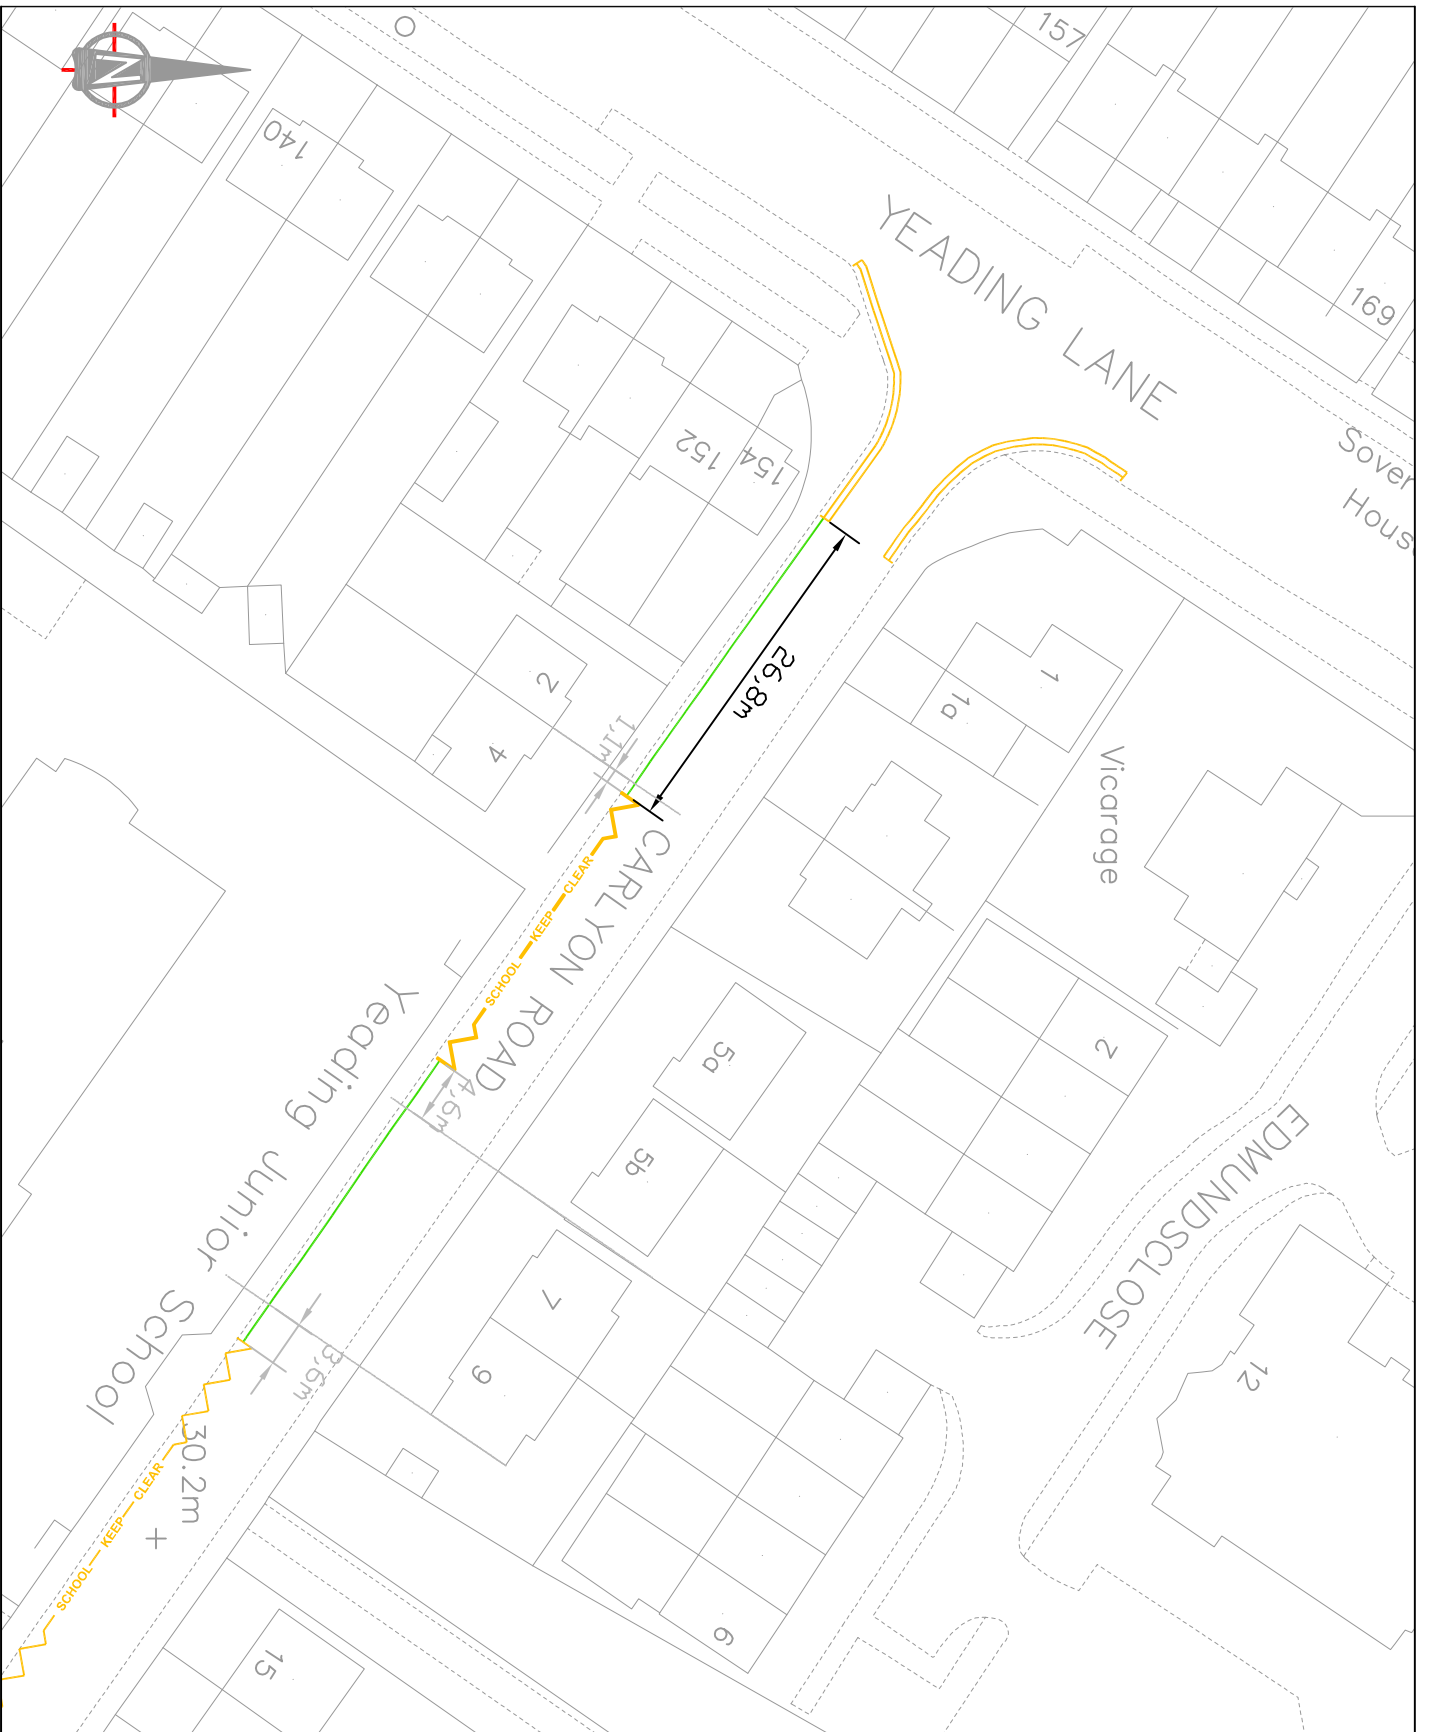 N
157
140
YEADING LANE
169
Sover
Hous
152
154
26,8m
1
1a
2
1,1m
4
Vicarage
CARLYON ROAD
SCHOOL KEEP CLEAR
Yeading Junior School
5a
2
4,6m
5b
EDMUNDSCLOSE
7
9
3,6m
12
30.2m
SCHOOL KEEP CLEAR
6
15